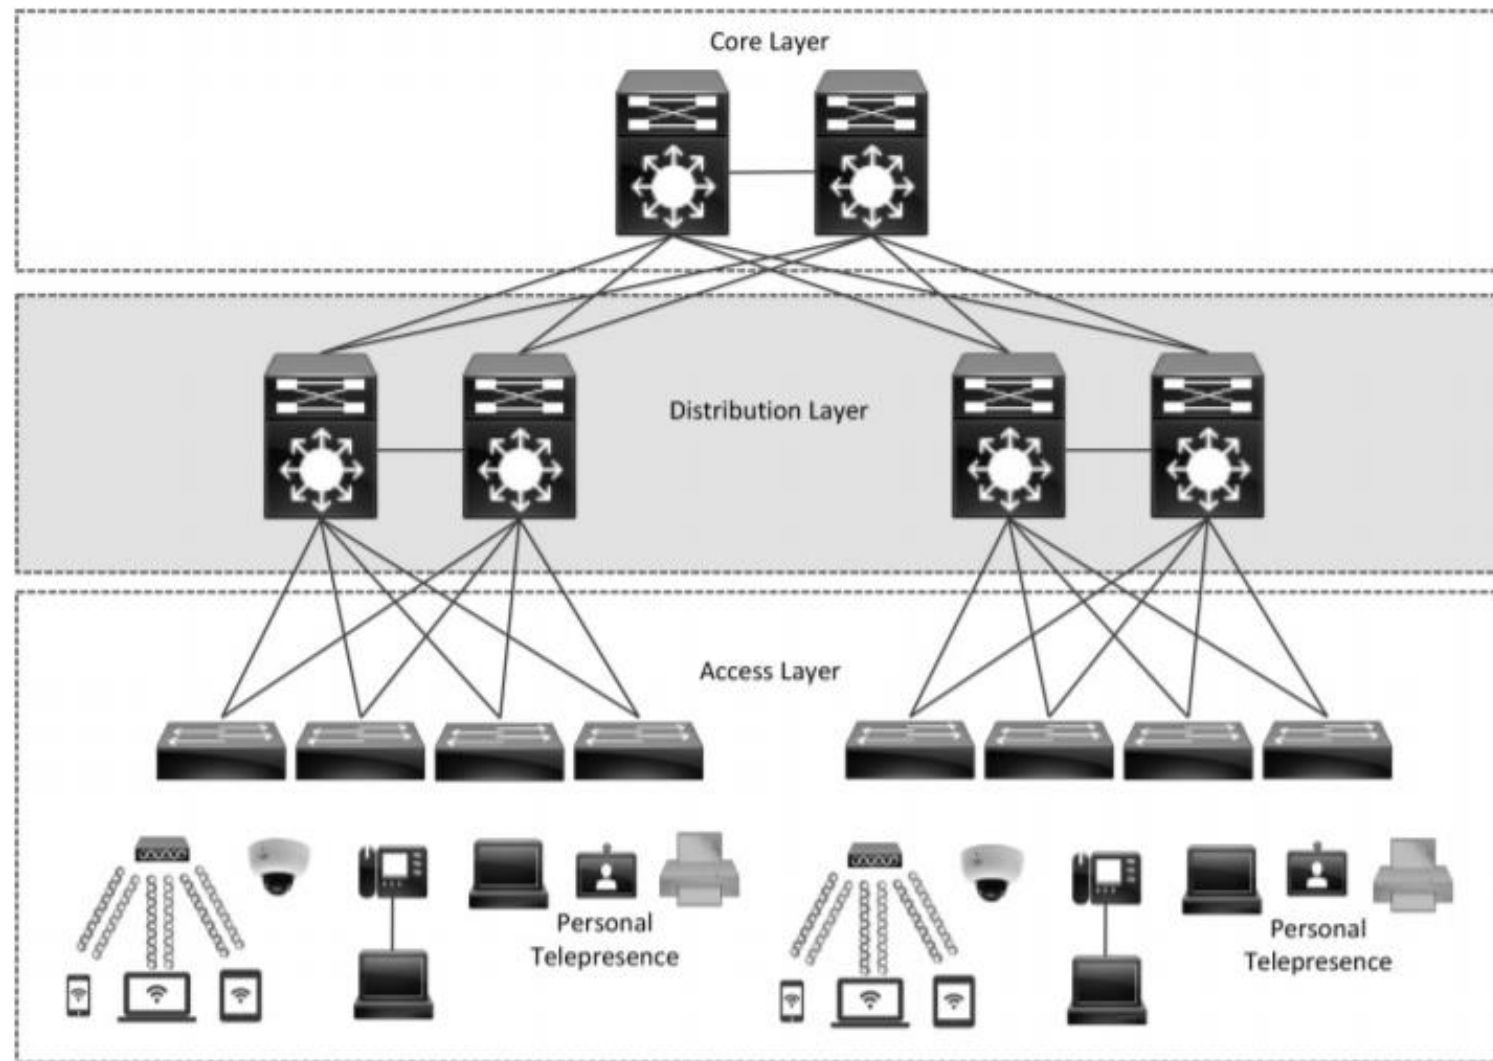 Core Layer
Distribution Layer
Access Layer
Personal
Telepresence
Personal
Telepresence